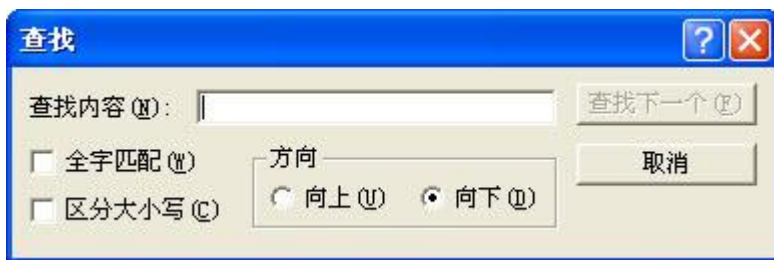 查找
查找内容(N): 查找下一个(F)
全字匹配(W) 方向 取消
区分大小写(C) 向上(U) 向下(D)